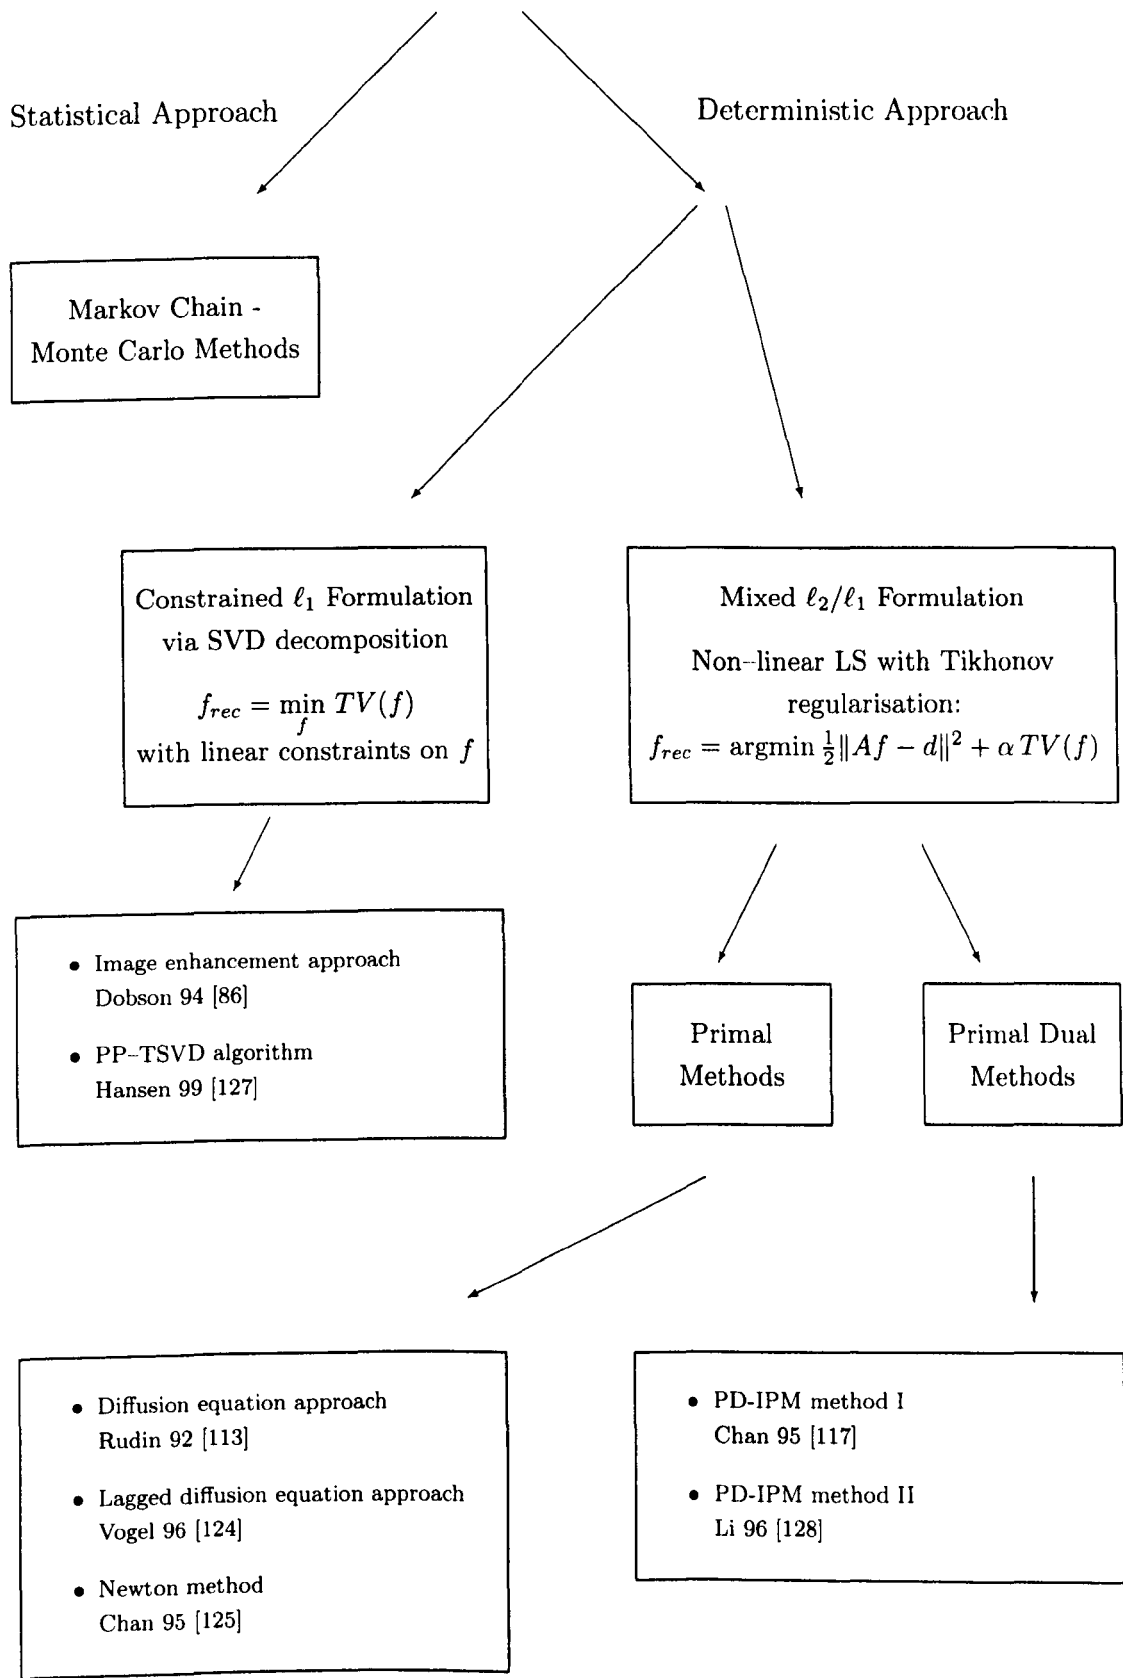 Statistical Approach
Deterministic Approach
Markov Chain -
Monte Carlo Methods
Constrained ℓ₁ Formulation
via SVD decomposition
f_{rec} = min_f TV(f)
with linear constraints on f
Mixed ℓ₂/ℓ₁ Formulation
Non-linear LS with Tikhonov
regularisation:
f_{rec} = argmin ½‖Af − d‖² + α TV(f)
• Image enhancement approach
Dobson 94 [86]
• PP-TSVD algorithm
Hansen 99 [127]
Primal
Methods
Primal Dual
Methods
• Diffusion equation approach
Rudin 92 [113]
• Lagged diffusion equation approach
Vogel 96 [124]
• Newton method
Chan 95 [125]
• PD-IPM method I
Chan 95 [117]
• PD-IPM method II
Li 96 [128]